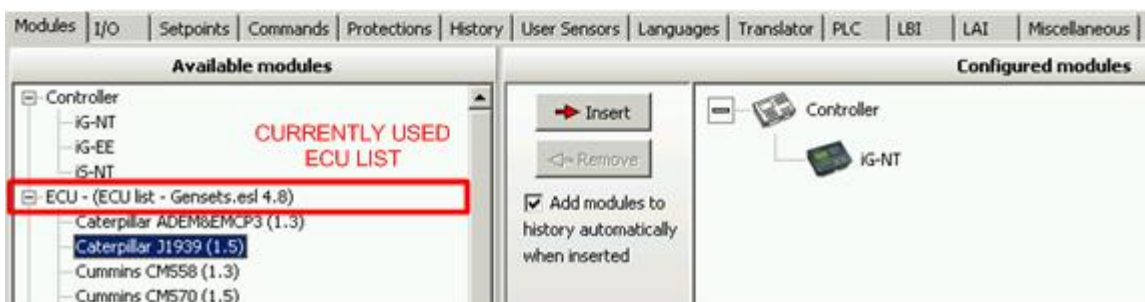 Modules I/O Setpoints Commands Protections History User Sensors Languages Translator PLC LBI LAI Miscellaneous
Available modules
Configured modules
Controller
iG-NT
iG-EE
iS-NT
CURRENTLY USED
ECU LIST
ECU - (ECU list - Gensets.esl 4.8)
Caterpillar ADEM&EMCP3 (1.3)
Caterpillar J1939 (1.5)
Cummins CM558 (1.3)
Cummins CM570 (1.5)
Insert
Remove
Add modules to
history automatically
when inserted
Controller
iG-NT